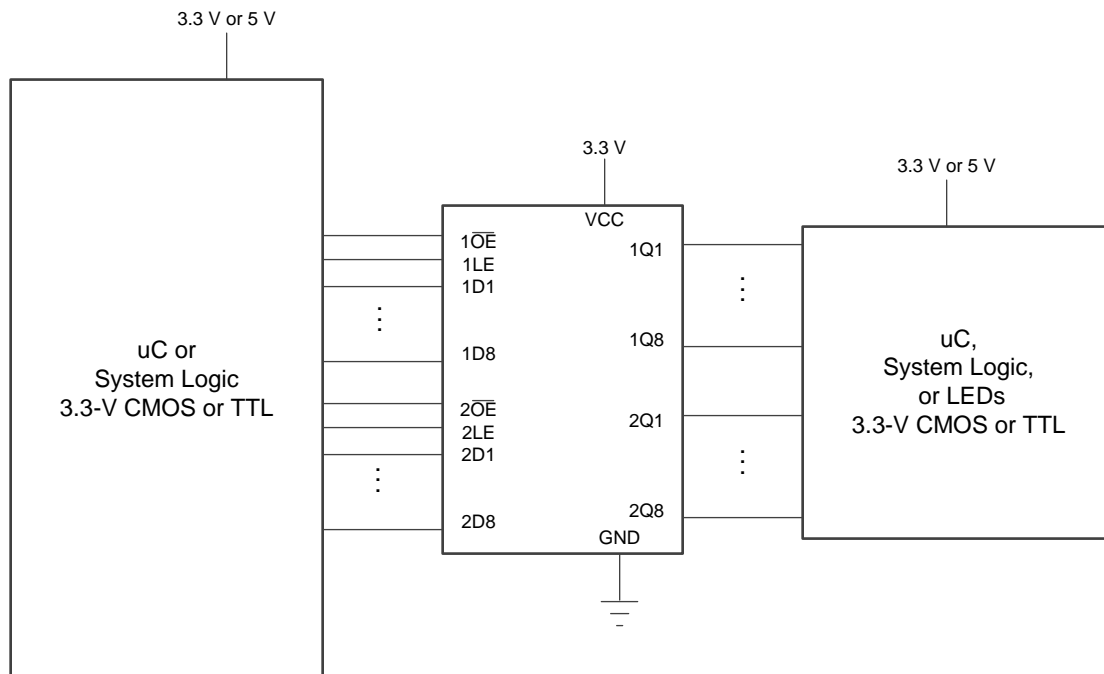 3.3 V or 5 V
uC or
System Logic
3.3-V CMOS or TTL
3.3 V
VCC
1O̅E̅
1LE
1D1
⋮
1D8
2O̅E̅
2LE
2D1
⋮
2D8
1Q1
⋮
1Q8
2Q1
⋮
2Q8
GND
3.3 V or 5 V
uC,
System Logic,
or LEDs
3.3-V CMOS or TTL